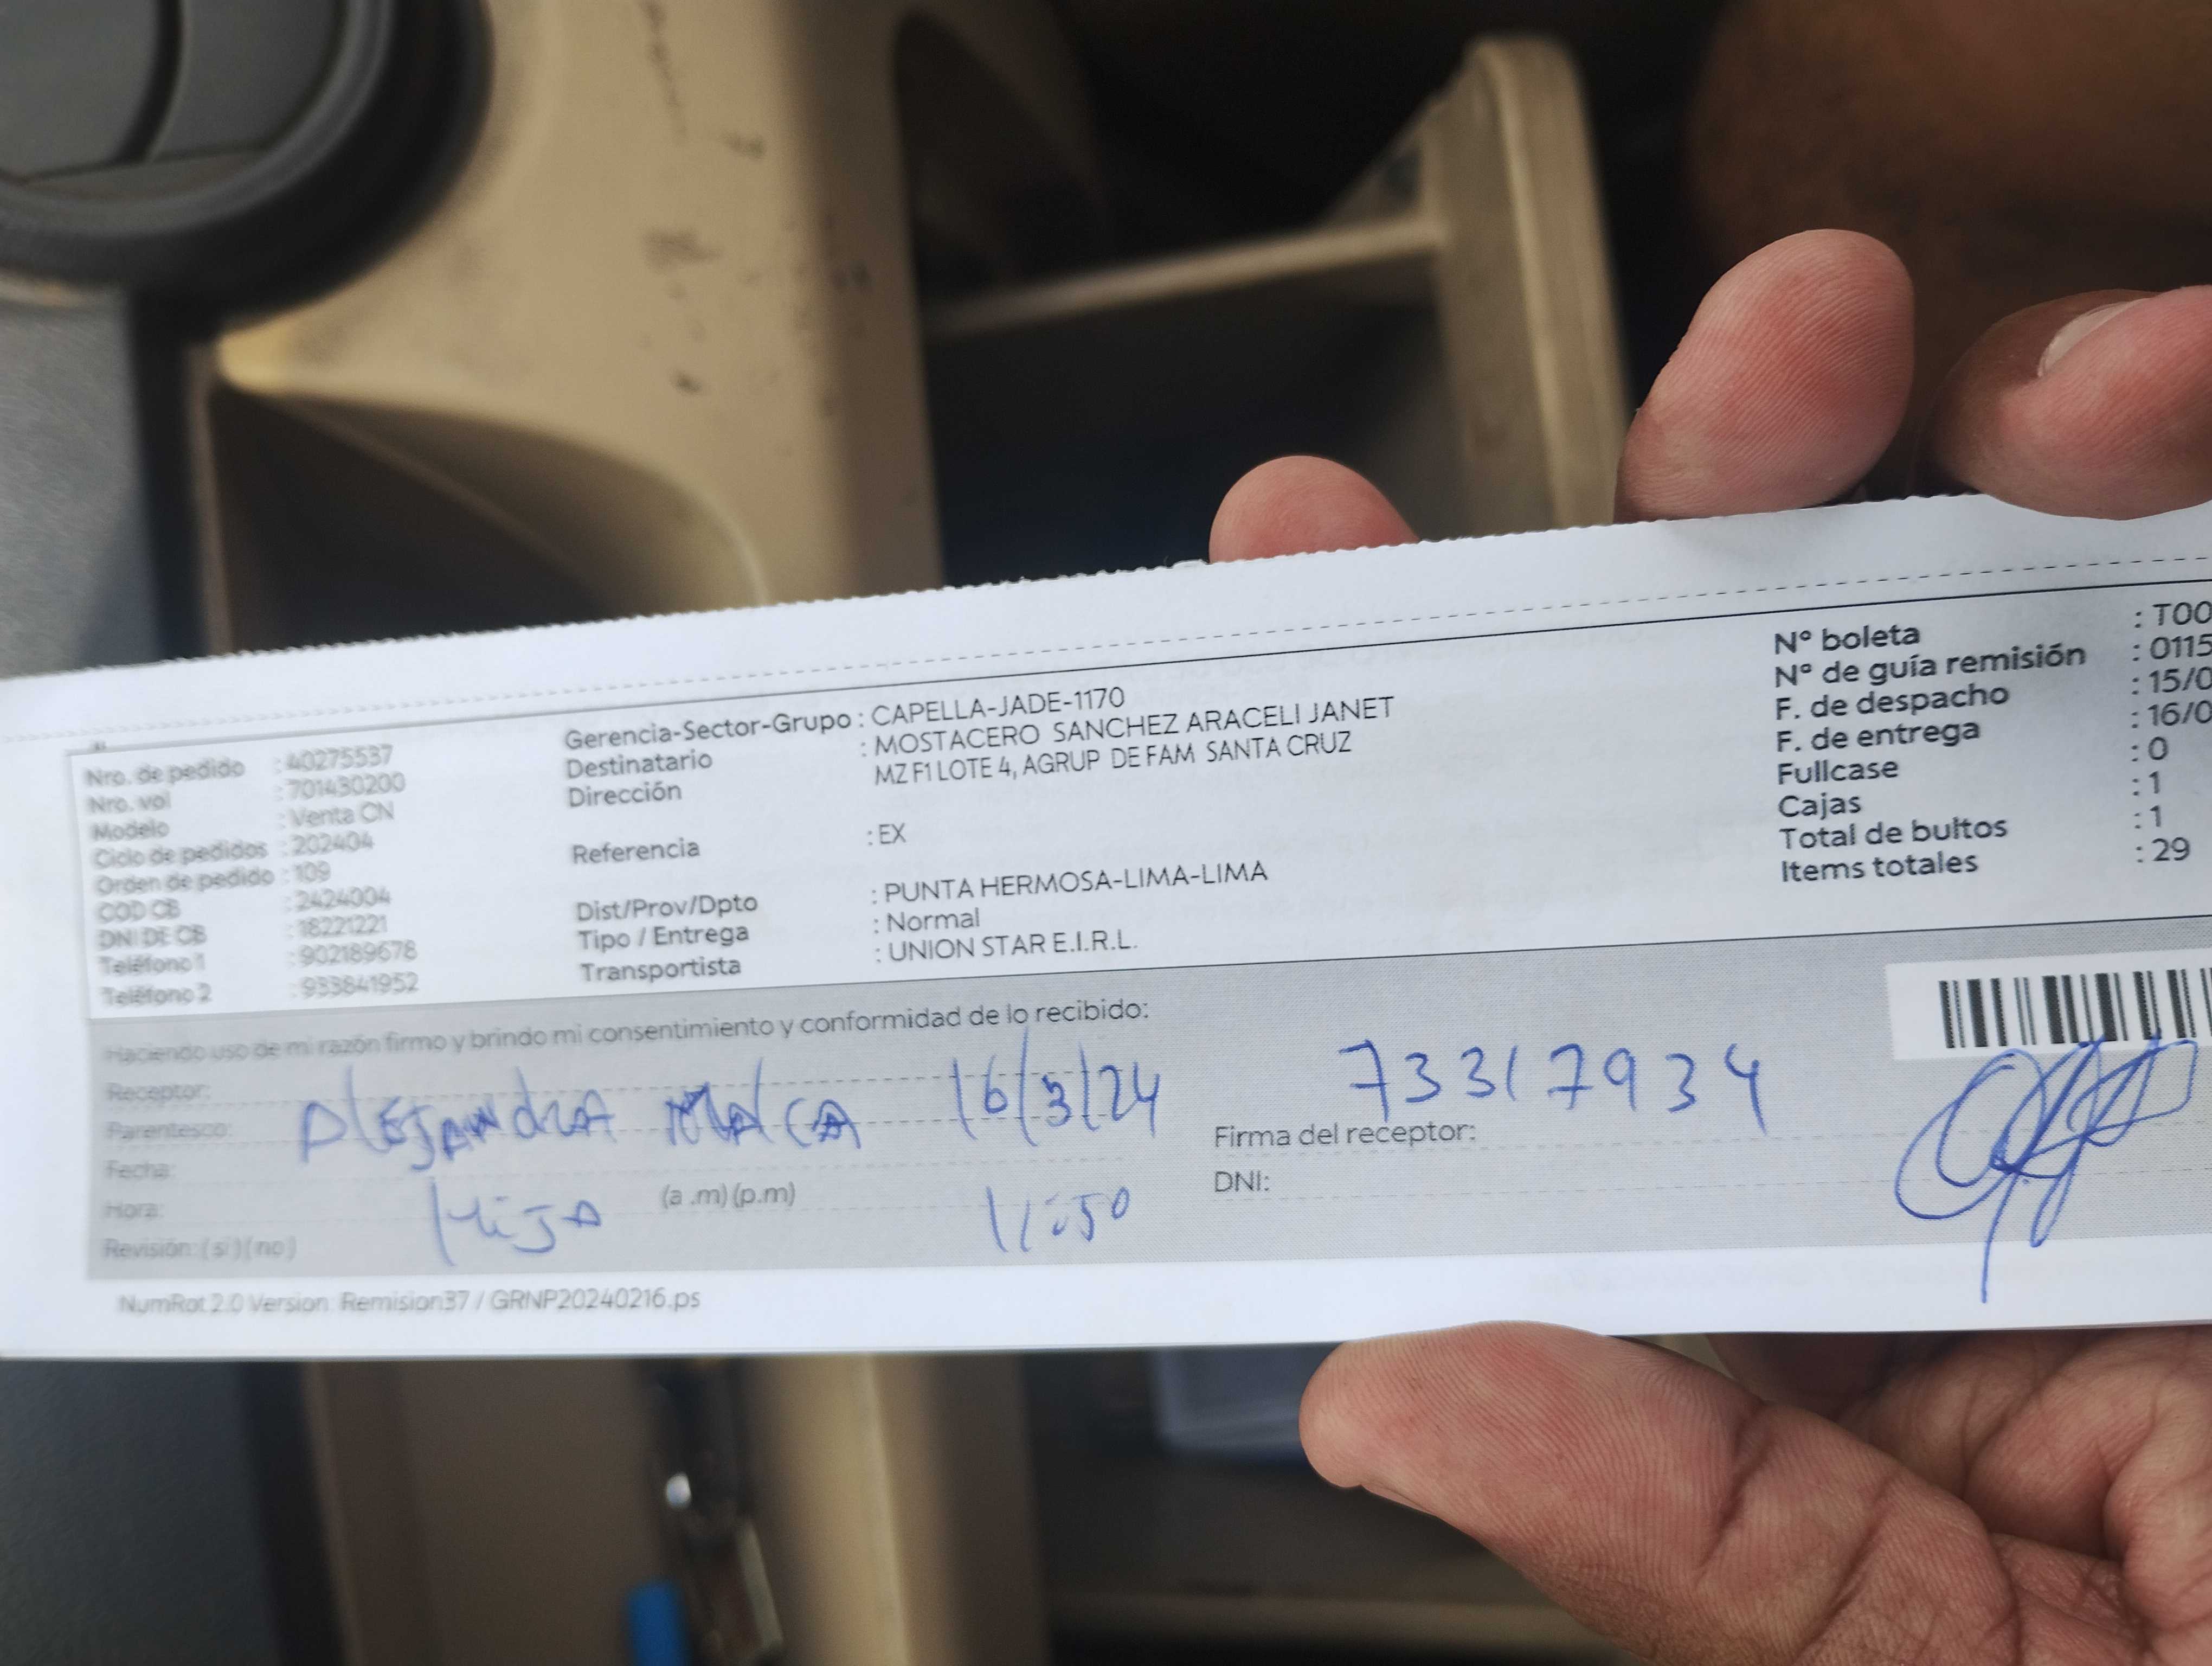 Nro. de pedido : 40275537
Nro. vol : 701430200
Modelo : Venta CN
Ciclo de pedidos : 202404
Orden de pedido : 109
COD CB : 2424004
DNI DE CB : 18221221
Teléfono 1 : 902189678
Teléfono 2 : 933841952
Gerencia-Sector-Grupo : CAPELLA-JADE-1170
Destinatario : MOSTACERO SANCHEZ ARACELI JANET
Dirección MZ F1 LOTE 4, AGRUP DE FAM SANTA CRUZ
Referencia : EX
Dist/Prov/Dpto : PUNTA HERMOSA-LIMA-LIMA
Tipo / Entrega : Normal
Transportista : UNION STAR E.I.R.L.
N° boleta : T00
N° de guía remisión : 0115
F. de despacho : 15/0
F. de entrega : 16/0
Fullcase : 0
Cajas : 1
Total de bultos : 1
Items totales : 29
Haciendo uso de mi razón firmo y brindo mi consentimiento y conformidad de lo recibido:
Receptor:
Parentesco:
Fecha:
Hora: (a .m) (p.m)
Revisión: ( si ) ( no )
Alejandra 16/3/24
Hija 11:50
73317934
Firma del receptor:
DNI:
NumRot 2.0 Version: Remision37 / GRNP20240216.ps